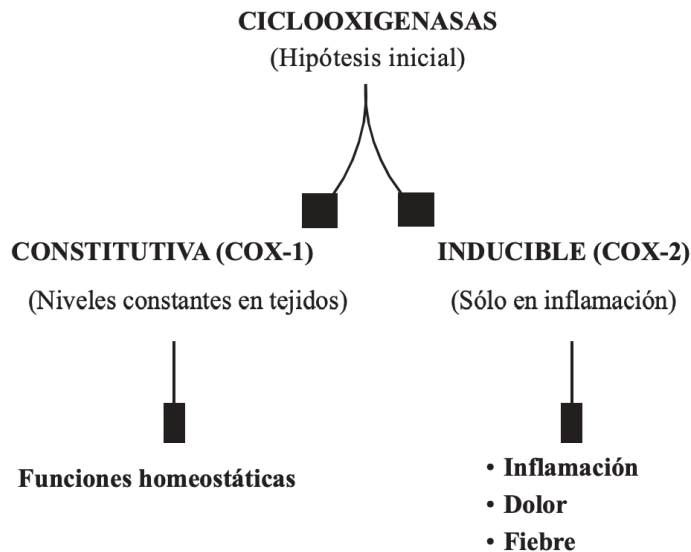 CICLOOXIGENASAS
(Hipótesis inicial)
CONSTITUTIVA (COX-1)
(Niveles constantes en tejidos)
Funciones homeostáticas
INDUCIBLE (COX-2)
(Sólo en inflamación)
• Inflamación
• Dolor
• Fiebre